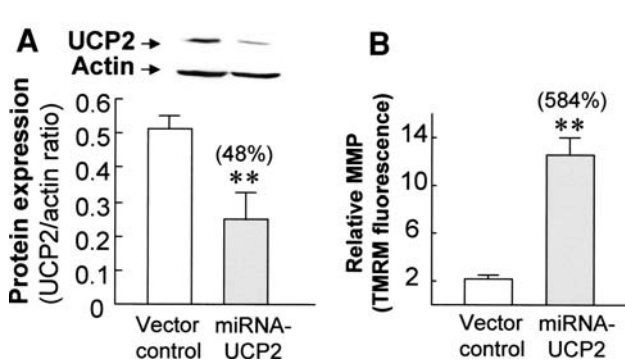 A
UCP2
Actin
Protein expression
(UCP2/actin ratio)
0.6
0.5
0.4
0.3
0.2
0.1
0
(48%)
**
Vector
control
miRNA-
UCP2
B
Relative MMP
(TMRM fluorescence)
14
12
6
2
(584%)
**
Vector
control
miRNA-
UCP2